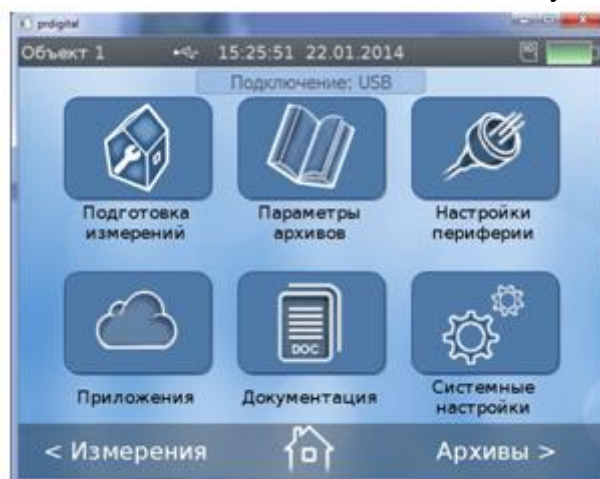 prdigital
Объект 1 15:25:51 22.01.2014
Подключение: USB
Подготовка измерений
Параметры архивов
Настройки периферии
Приложения
DOC
Документация
Системные настройки
< Измерения
Архивы >